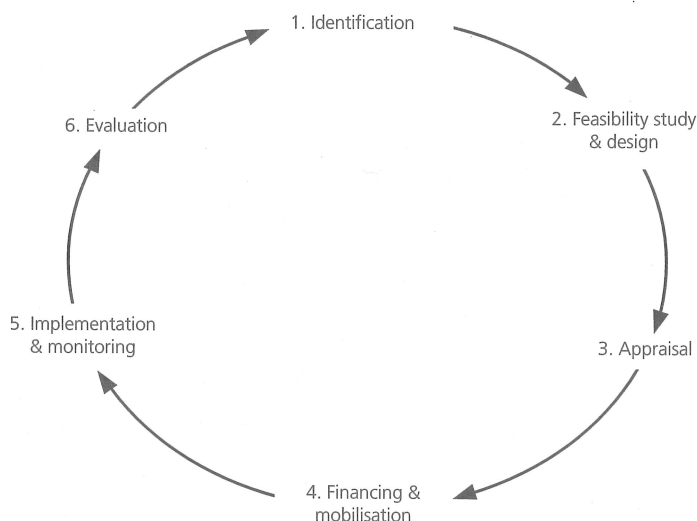 1. Identification
2. Feasibility study
& design
3. Appraisal
4. Financing &
mobilisation
5. Implementation
& monitoring
6. Evaluation